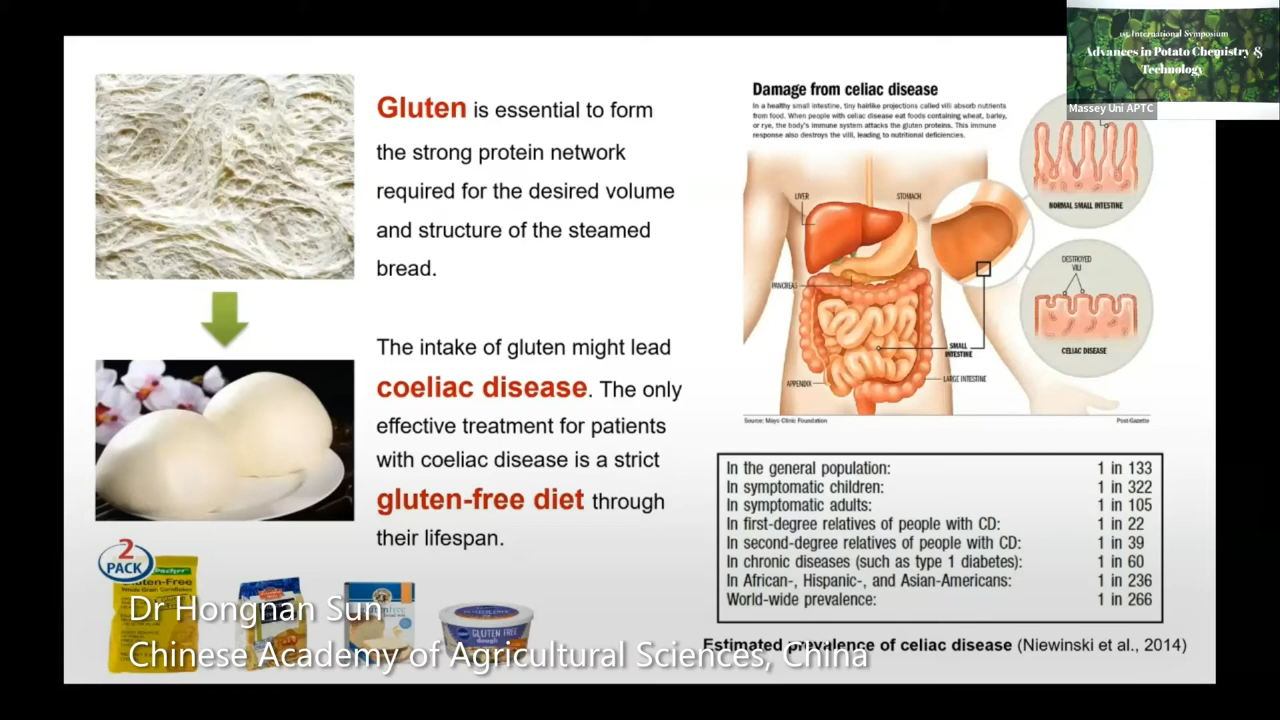 1st International Symposium
Advances in Potato Chemistry &
Technology
Massey Uni APTC
Gluten is essential to form
the strong protein network
required for the desired volume
and structure of the steamed
bread.
The intake of gluten might lead
coeliac disease. The only
effective treatment for patients
with coeliac disease is a strict
gluten-free diet through
their lifespan.
Damage from celiac disease
In a healthy small intestine, tiny hairlike projections called villi absorb nutrients
from food. When people with celiac disease eat foods containing wheat, barley,
or rye, the body's immune system attacks the gluten proteins. This immune
response also destroys the villi, leading to nutritional deficiencies.
LIVER
STOMACH
PANCREAS
SMALL
INTESTINE
APPENDIX
LARGE INTESTINE
NORMAL SMALL INTESTINE
DESTROYED
VILLI
CELIAC DISEASE
Source: Mayo Clinic Foundation
Post-Gazette
In the general population: 1 in 133
In symptomatic children: 1 in 322
In symptomatic adults: 1 in 105
In first-degree relatives of people with CD: 1 in 22
In second-degree relatives of people with CD: 1 in 39
In chronic diseases (such as type 1 diabetes): 1 in 60
In African-, Hispanic-, and Asian-Americans: 1 in 236
World-wide prevalence: 1 in 266
Estimated prevalence of celiac disease (Niewinski et al., 2014)
2
PACK
Gluten-Free
GLUTEN FREE
dough
Dr Hongnan Sun
Chinese Academy of Agricultural Sciences, China